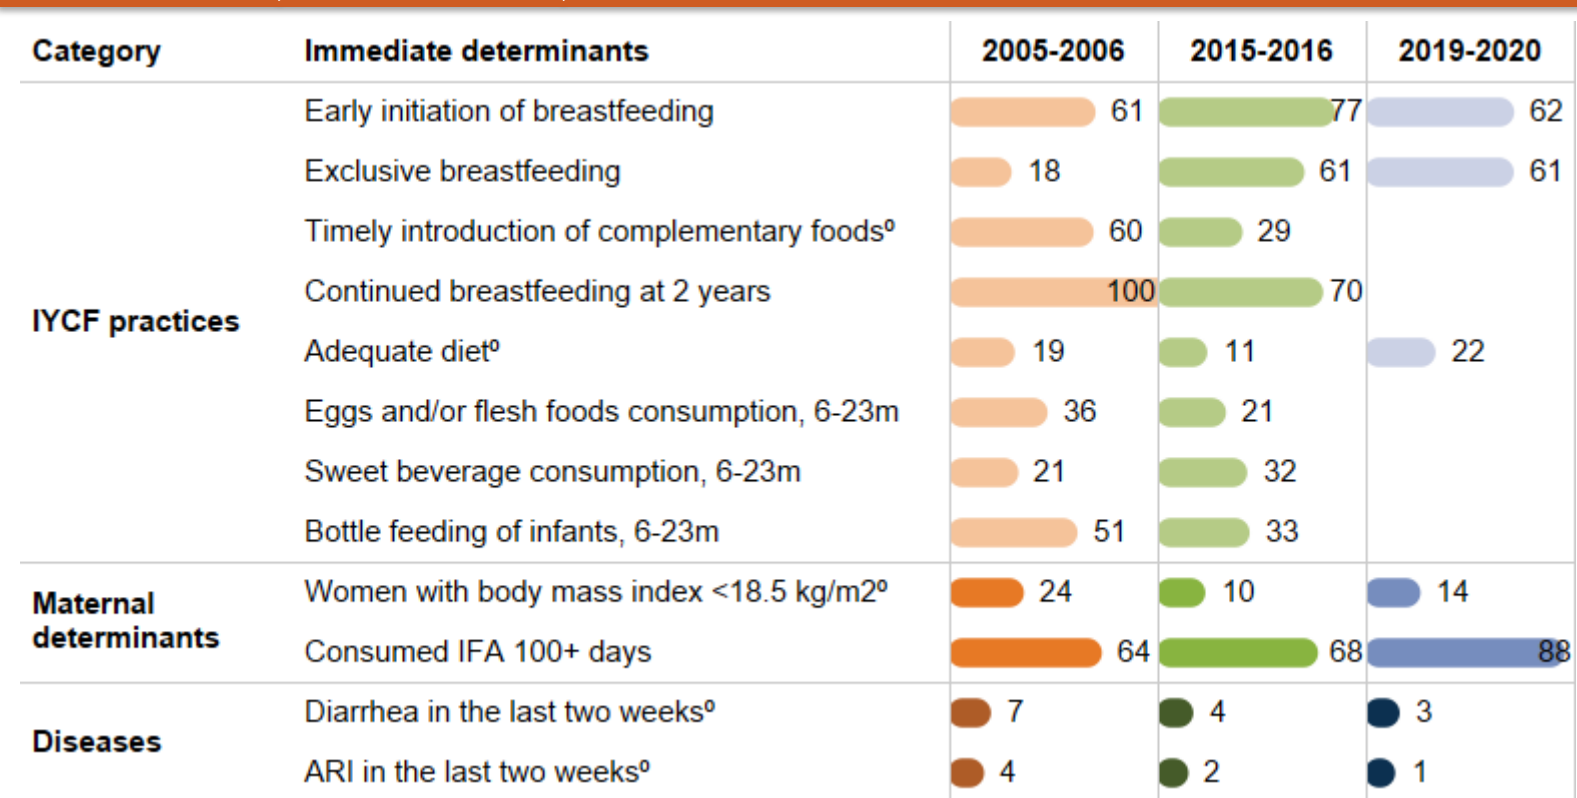 Category Immediate determinants 2005-2006 2015-2016 2019-2020
Early initiation of breastfeeding 61 77 62
Exclusive breastfeeding 18 61 61
Timely introduction of complementary foodsº 60 29
Continued breastfeeding at 2 years 100 70
IYCF practices
Adequate dietº 19 11 22
Eggs and/or flesh foods consumption, 6-23m 36 21
Sweet beverage consumption, 6-23m 21 32
Bottle feeding of infants, 6-23m 51 33
Maternal determinants
Women with body mass index <18.5 kg/m2º 24 10 14
Consumed IFA 100+ days 64 68 88
Diseases
Diarrhea in the last two weeksº 7 4 3
ARI in the last two weeksº 4 2 1